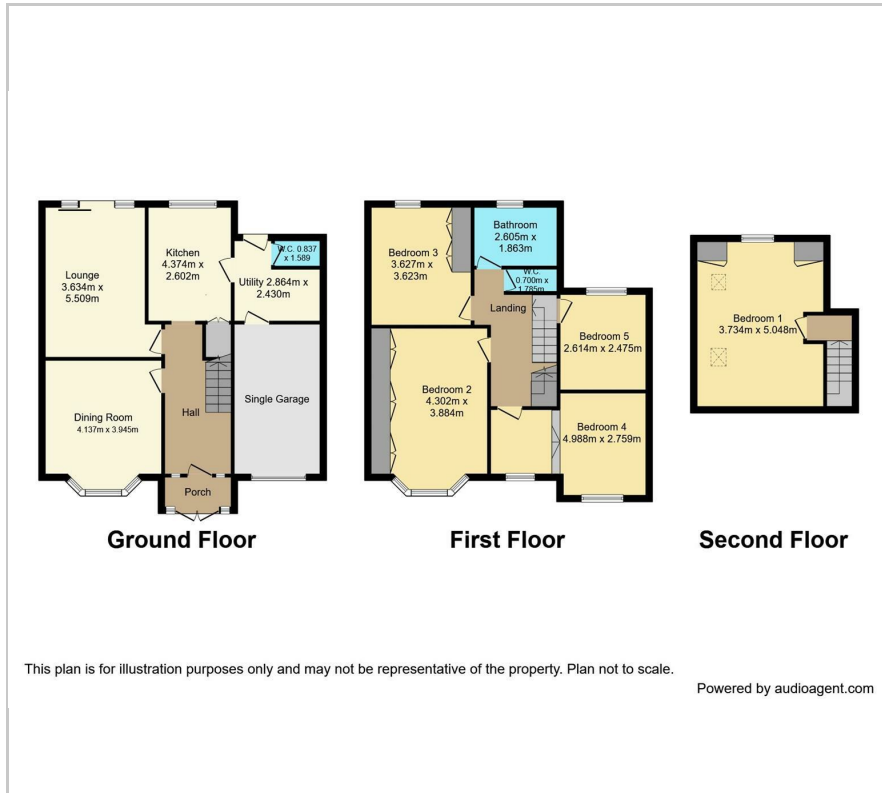 Lounge
3.634m x
5.509m
Kitchen
4.374m x
2.602m
W.C. 0.837
x 1.589
Utility 2.864m x
2.430m
Dining Room
4.137m x 3.945m
Hall
Single Garage
Porch
Ground Floor
Bedroom 3
3.627m x
3.623m
Bathroom
2.605m x
1.863m
W.C.
0.700m x
1.785m
Landing
Bedroom 5
2.614m x 2.475m
Bedroom 2
4.302m x
3.884m
Bedroom 4
4.988m x 2.759m
First Floor
Bedroom 1
3.734m x 5.048m
Second Floor
This plan is for illustration purposes only and may not be representative of the property. Plan not to scale.
Powered by audioagent.com